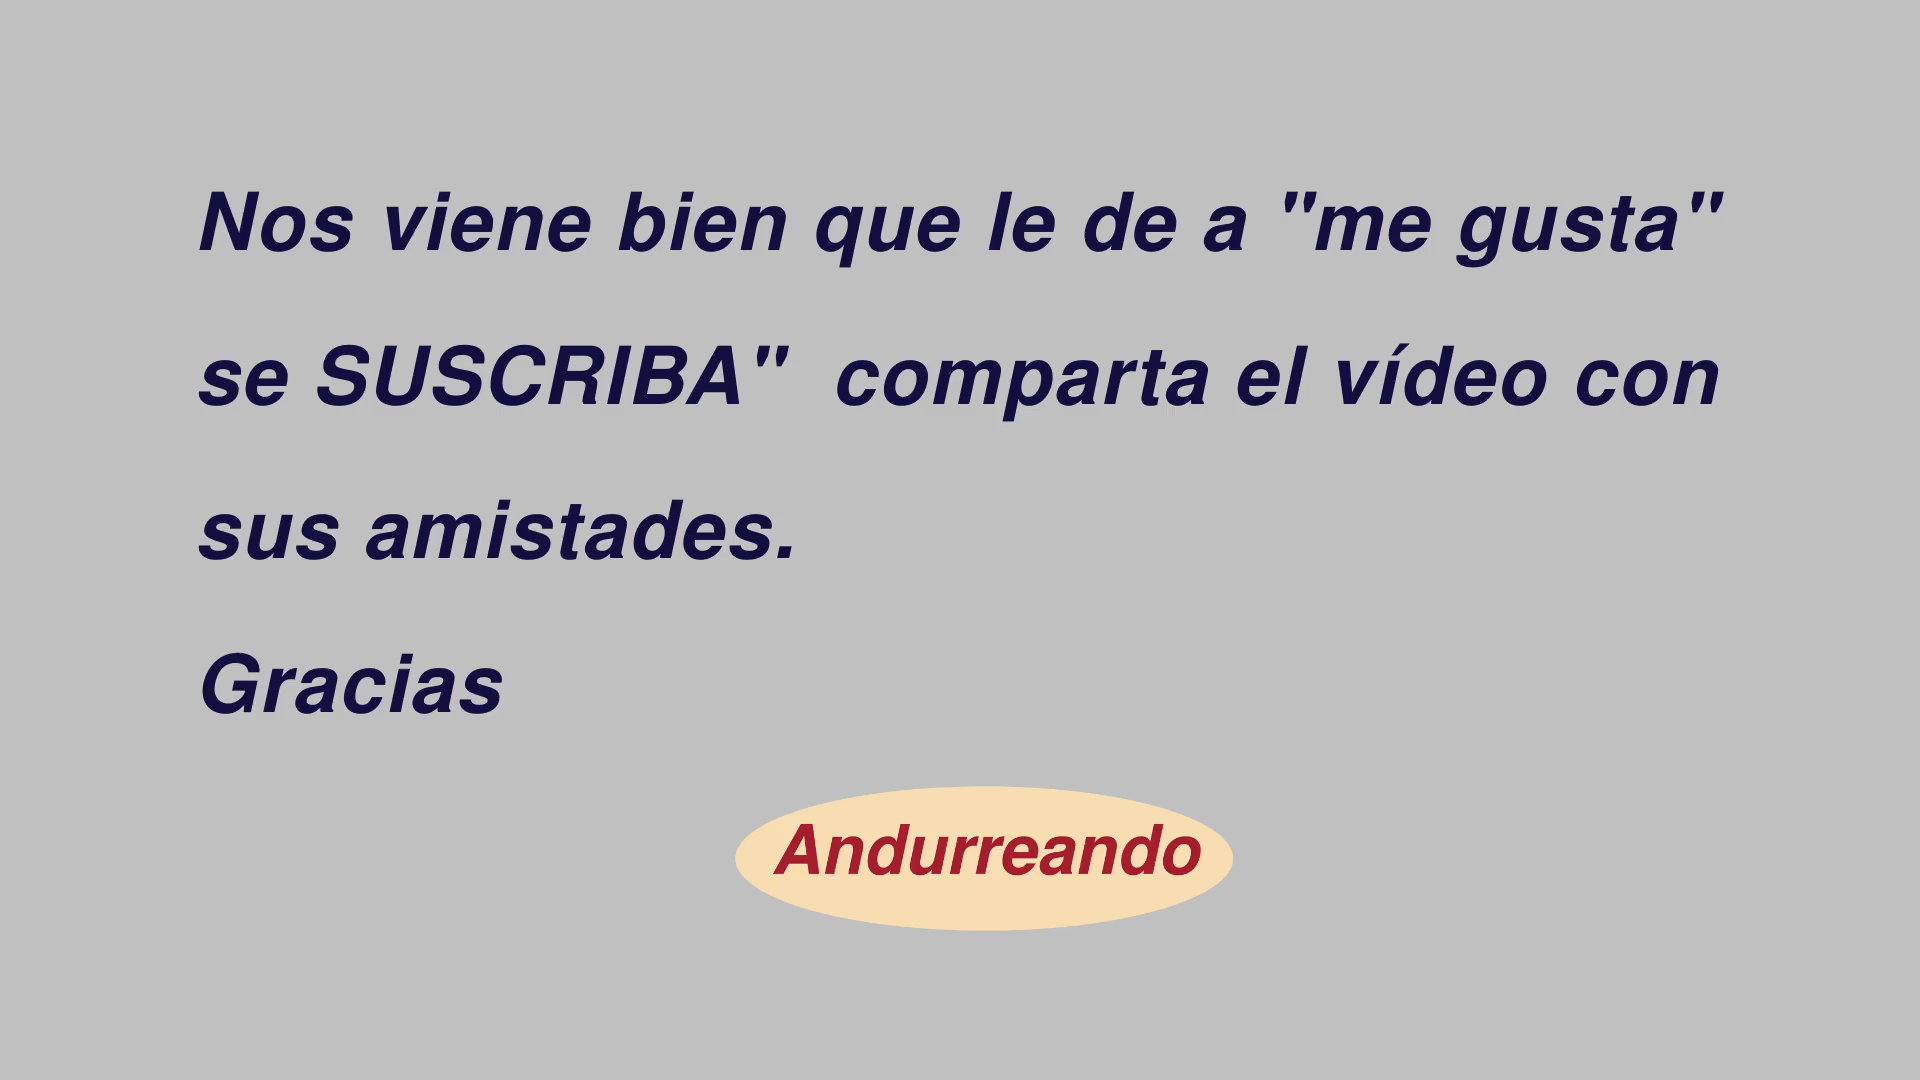 Nos viene bien que le de a "me gusta"
se SUSCRIBA"  comparta el vídeo con
sus amistades.
Gracias
Andurreando